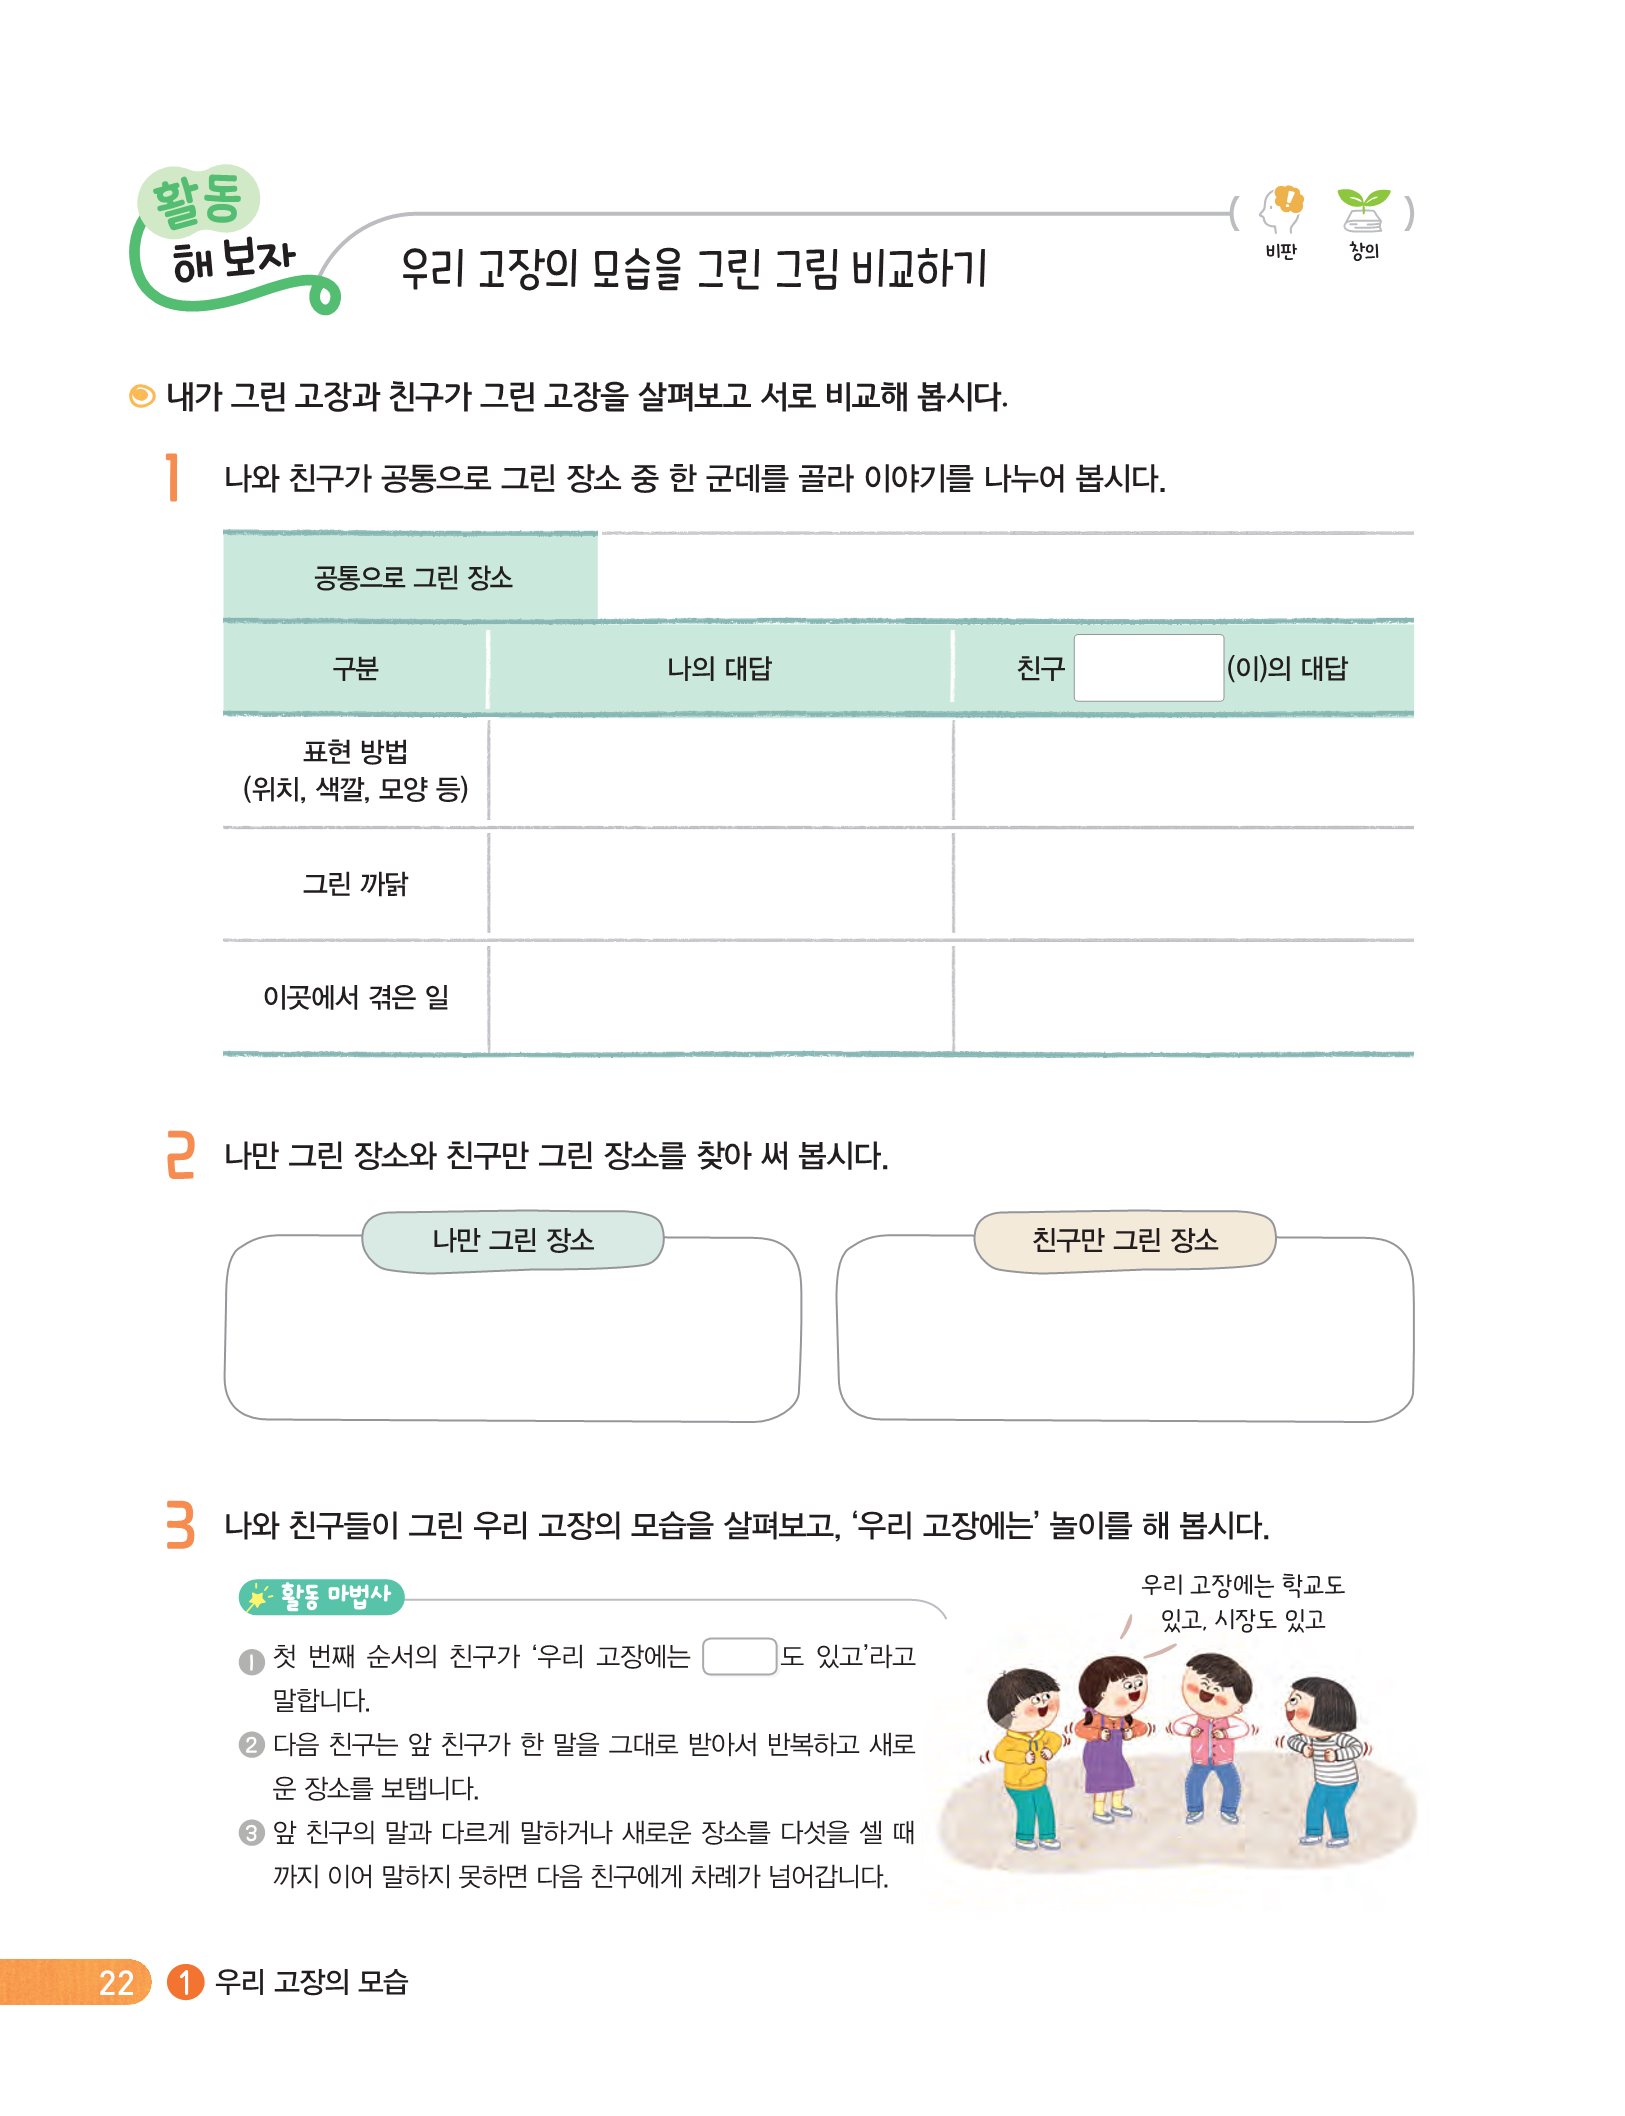 활동
해 보자
비판
창의
우리 고장의 모습을 그린 그림 비교하기
내가 그린 고장과 친구가 그린 고장을 살펴보고 서로 비교해 봅시다.
1 나와 친구가 공통으로 그린 장소 중 한 군데를 골라 이야기를 나누어 봅시다.
공통으로 그린 장소
구분 나의 대답 친구 (이)의 대답
표현 방법
(위치, 색깔, 모양 등)
그린 까닭
이곳에서 겪은 일
2 나만 그린 장소와 친구만 그린 장소를 찾아 써 봅시다.
나만 그린 장소 친구만 그린 장소
3 나와 친구들이 그린 우리 고장의 모습을 살펴보고, ‘우리 고장에는’ 놀이를 해 봅시다.
활동 마법사
1 첫 번째 순서의 친구가 ‘우리 고장에는 도 있고’라고
말합니다.
2 다음 친구는 앞 친구가 한 말을 그대로 받아서 반복하고 새로
운 장소를 보탭니다.
3 앞 친구의 말과 다르게 말하거나 새로운 장소를 다섯을 셀 때
까지 이어 말하지 못하면 다음 친구에게 차례가 넘어갑니다.
우리 고장에는 학교도
있고, 시장도 있고
22 1 우리 고장의 모습